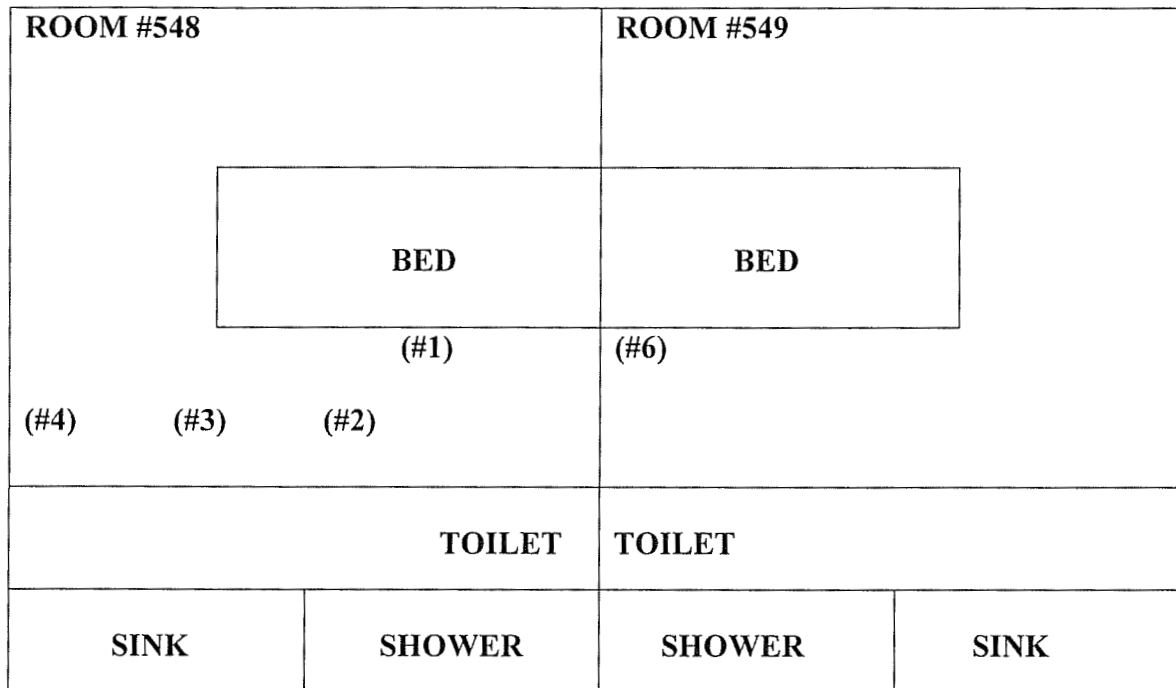 ROOM #548 ROOM #549
BED BED
(#1) (#6)
(#4) (#3) (#2)
TOILET TOILET
SINK SHOWER SHOWER SINK